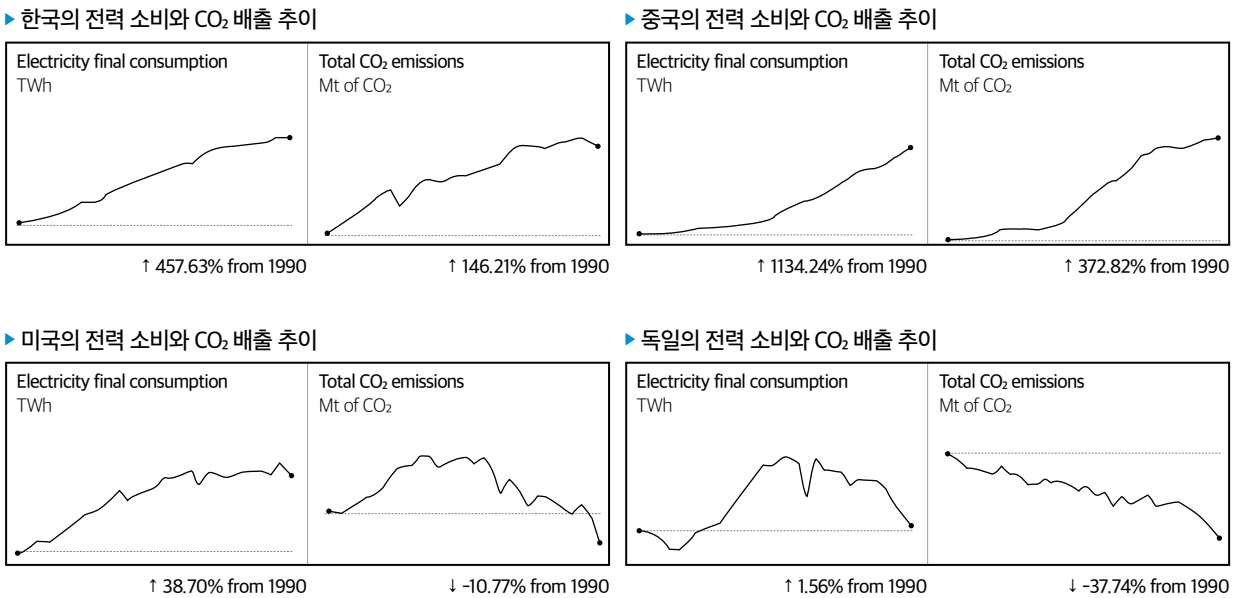 ▶ 한국의 전력 소비와 CO₂ 배출 추이
Electricity final consumption
TWh
Total CO₂ emissions
Mt of CO₂
↑ 457.63% from 1990
↑ 146.21% from 1990
▶ 중국의 전력 소비와 CO₂ 배출 추이
Electricity final consumption
TWh
Total CO₂ emissions
Mt of CO₂
↑ 1134.24% from 1990
↑ 372.82% from 1990
▶ 미국의 전력 소비와 CO₂ 배출 추이
Electricity final consumption
TWh
Total CO₂ emissions
Mt of CO₂
↑ 38.70% from 1990
↓ -10.77% from 1990
▶ 독일의 전력 소비와 CO₂ 배출 추이
Electricity final consumption
TWh
Total CO₂ emissions
Mt of CO₂
↑ 1.56% from 1990
↓ -37.74% from 1990